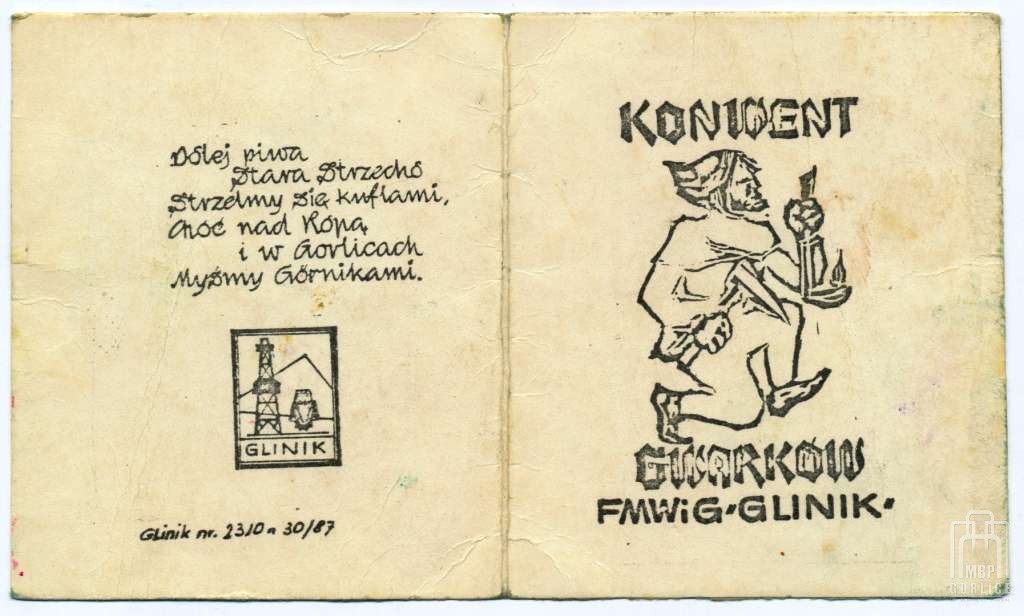 Dolej piwa
Stara Strzecho
Strzelmy się kuflami,
Choć nad Ropą
i w Gorlicach
Myśmy Górnikami.
GLINIK
Glinik nr. 2310 a 30/87
KONWENT
GWARKÓW
FMWiG "GLINIK"
MBP
GORLICE